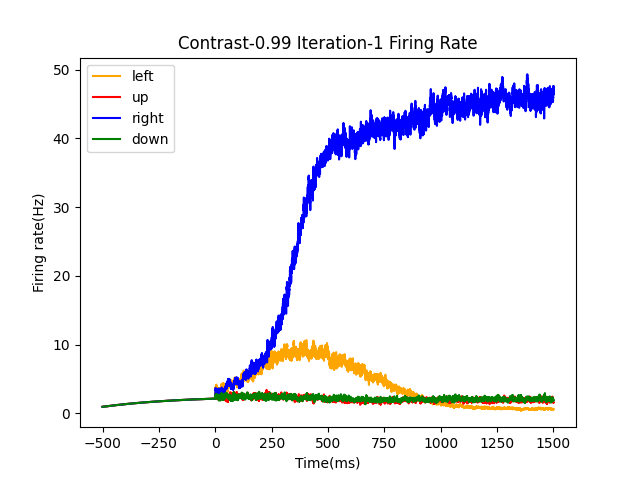 Contrast-0.99 Iteration-1 Firing Rate
50
40
30
20
10
0
Firing rate(Hz)
left
up
right
down
−500
−250
0
250
500
750
1000
1250
1500
Time(ms)